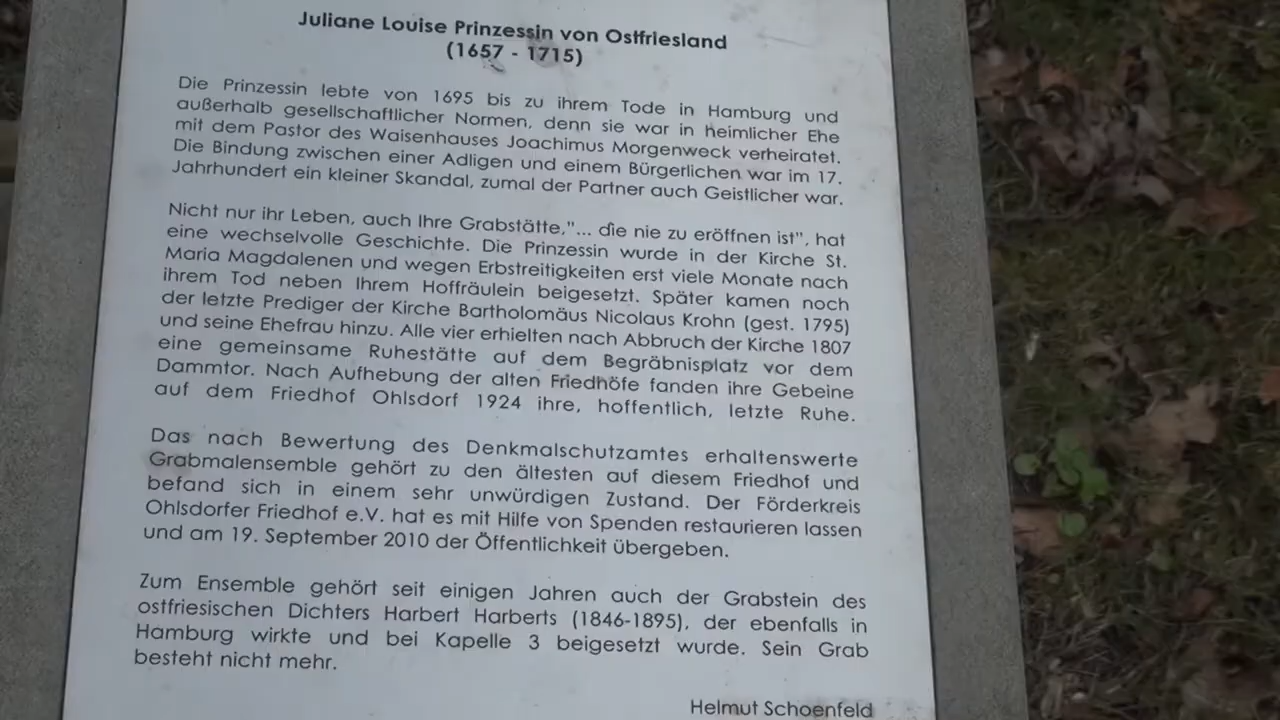 Juliane Louise Prinzessin von Ostfriesland
(1657 - 1715)
Die Prinzessin lebte von 1695 bis zu ihrem Tode in Hamburg und
außerhalb gesellschaftlicher Normen, denn sie war in heimlicher Ehe
mit dem Pastor des Waisenhauses Joachimus Morgenweck verheiratet.
Die Bindung zwischen einer Adligen und einem Bürgerlichen war im 17.
Jahrhundert ein kleiner Skandal, zumal der Partner auch Geistlicher war.
Nicht nur ihr Leben, auch Ihre Grabstätte,"... die nie zu eröffnen ist", hat
eine wechselvolle Geschichte. Die Prinzessin wurde in der Kirche St.
Maria Magdalenen und wegen Erbstreitigkeiten erst viele Monate nach
ihrem Tod neben Ihrem Hoffräulein beigesetzt. Später kamen noch
der letzte Prediger der Kirche Bartholomäus Nicolaus Krohn (gest. 1795)
und seine Ehefrau hinzu. Alle vier erhielten nach Abbruch der Kirche 1807
eine gemeinsame Ruhestätte auf dem Begräbnisplatz vor dem
Dammtor. Nach Aufhebung der alten Friedhöfe fanden ihre Gebeine
auf dem Friedhof Ohlsdorf 1924 ihre, hoffentlich, letzte Ruhe.
Das nach Bewertung des Denkmalschutzamtes erhaltenswerte
Grabmalensemble gehört zu den ältesten auf diesem Friedhof und
befand sich in einem sehr unwürdigen Zustand. Der Förderkreis
Ohlsdorfer Friedhof e.V. hat es mit Hilfe von Spenden restaurieren lassen
und am 19. September 2010 der Öffentlichkeit übergeben.
Zum Ensemble gehört seit einigen Jahren auch der Grabstein des
ostfriesischen Dichters Harbert Harberts (1846-1895), der ebenfalls in
Hamburg wirkte und bei Kapelle 3 beigesetzt wurde. Sein Grab
besteht nicht mehr.
Helmut Schoenfeld